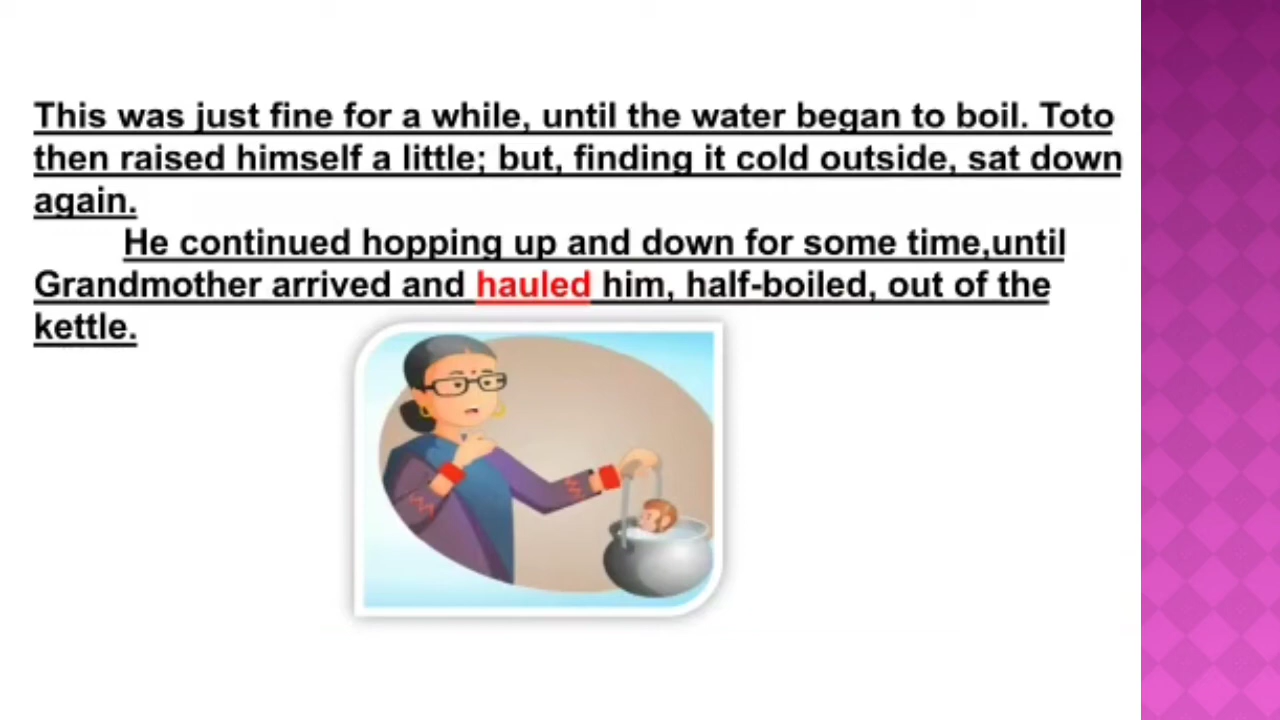 This was just fine for a while, until the water began to boil. Toto
then raised himself a little; but, finding it cold outside, sat down
again.
He continued hopping up and down for some time,until
Grandmother arrived and hauled him, half-boiled, out of the
kettle.